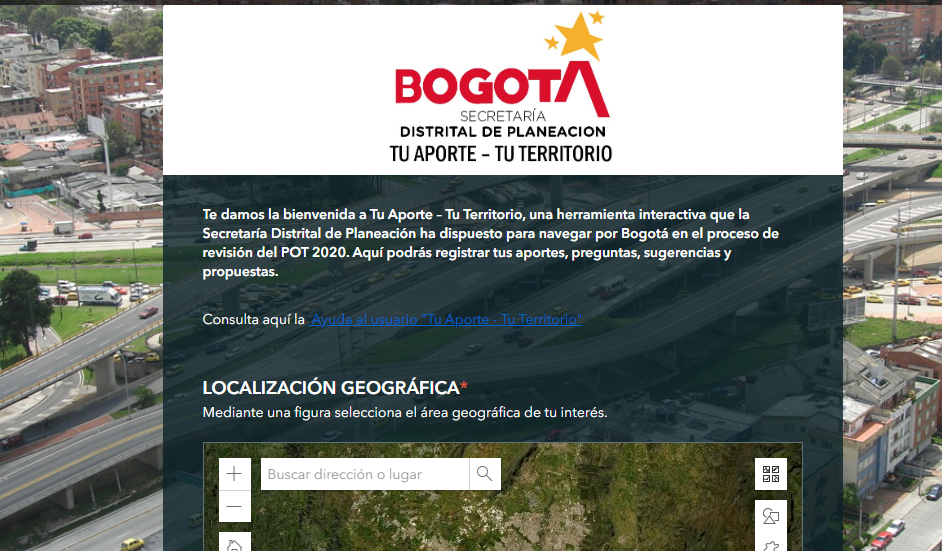 BOGOTÁ
SECRETARÍA
DISTRITAL DE PLANEACION
TU APORTE – TU TERRITORIO
Te damos la bienvenida a Tu Aporte – Tu Territorio, una herramienta interactiva que la
Secretaría Distrital de Planeación ha dispuesto para navegar por Bogotá en el proceso de
revisión del POT 2020. Aquí podrás registrar tus aportes, preguntas, sugerencias y
propuestas.
Consulta aquí la Ayuda al usuario "Tu Aporte - Tu Territorio"
LOCALIZACIÓN GEOGRÁFICA*
Mediante una figura selecciona el área geográfica de tu interés.
Buscar dirección o lugar